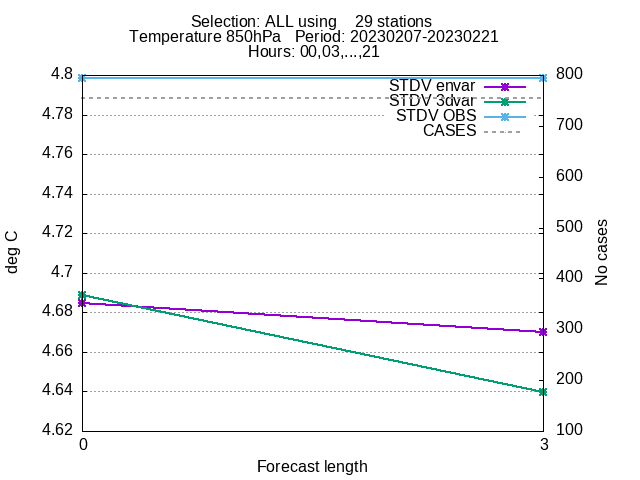 Selection: ALL using    29 stations
Temperature 850hPa   Period: 20230207-20230221
Hours: 00,03,...,21
4.8
4.78
4.76
4.74
4.72
4.7
4.68
4.66
4.64
4.62
deg C
800
700
600
500
400
300
200
100
No cases
STDV envar
STDV 3dvar
STDV OBS
CASES
0
3
Forecast length